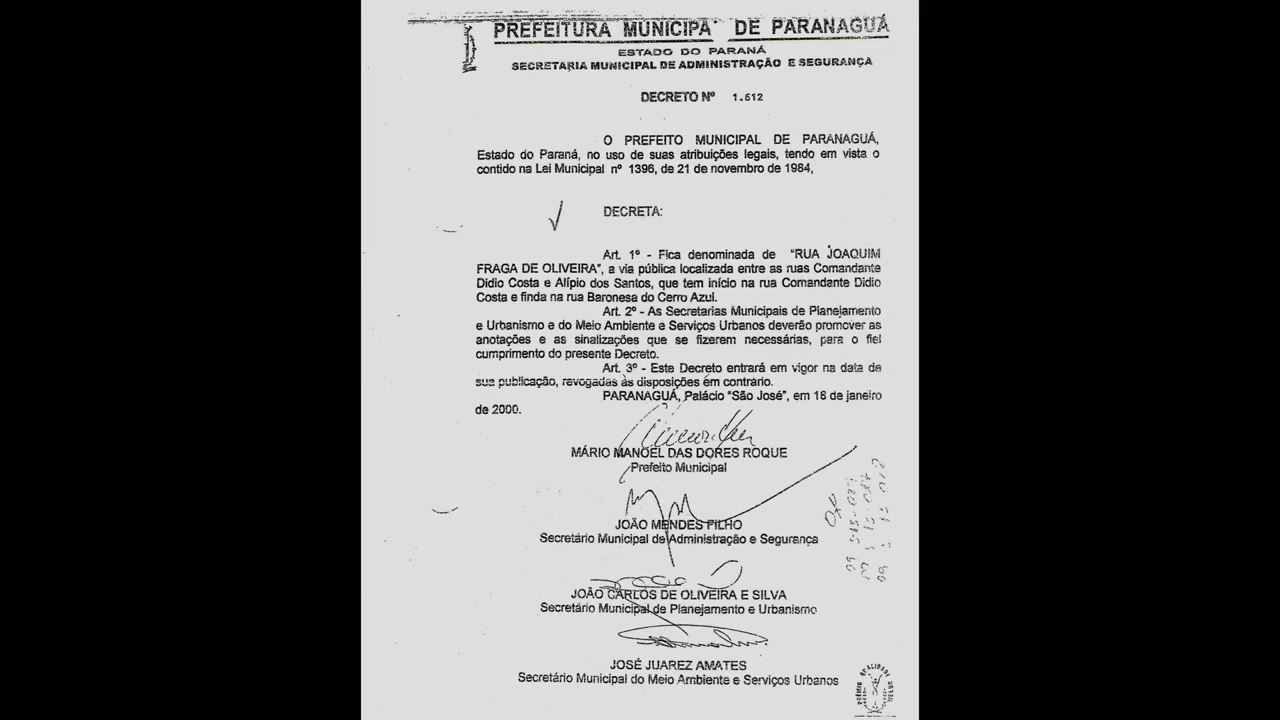 PREFEITURA MUNICIPA DE PARANAGUÁ
ESTADO DO PARANÁ
SECRETARIA MUNICIPAL DE ADMINISTRAÇÃO E SEGURANÇA
DECRETO Nº 1.612
O PREFEITO MUNICIPAL DE PARANAGUÁ,
Estado do Paraná, no uso de suas atribuições legais, tendo em vista o
contido na Lei Municipal nº 1396, de 21 de novembro de 1984,
DECRETA:
Art. 1º - Fica denominada de "RUA JOAQUIM
FRAGA DE OLIVEIRA", a via pública localizada entre as ruas Comandante
Didio Costa e Alípio dos Santos, que tem início na rua Comandante Didio
Costa e finda na rua Baronesa do Cerro Azul.
Art. 2º - As Secretarias Municipais de Planejamento
e Urbanismo e do Meio Ambiente e Serviços Urbanos deverão promover as
anotações e as sinalizações que se fizerem necessárias, para o fiel
cumprimento do presente Decreto.
Art. 3º - Este Decreto entrará em vigor na data de
sua publicação, revogadas às disposições em contrário.
PARANAGUÁ, Palácio "São José", em 18 de janeiro
de 2000.
MÁRIO MANOEL DAS DORES ROQUE
Prefeito Municipal
JOÃO MENDES FILHO
Secretário Municipal de Administração e Segurança
JOÃO CARLOS DE OLIVEIRA E SILVA
Secretário Municipal de Planejamento e Urbanismo
JOSÉ JUAREZ AMATES
Secretário Municipal do Meio Ambiente e Serviços Urbanos